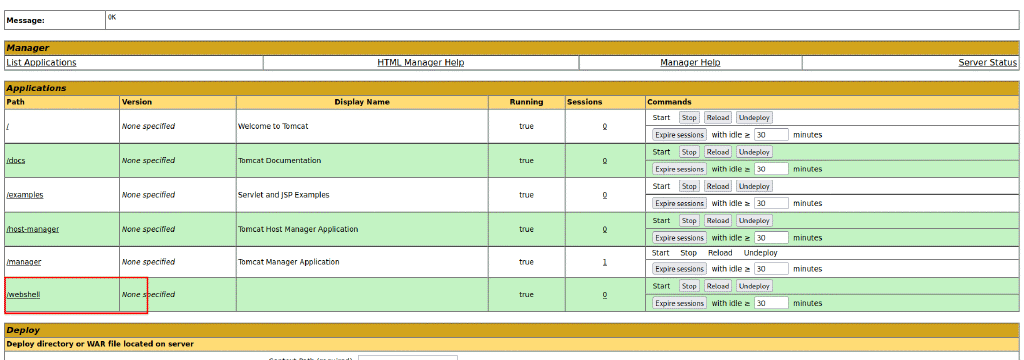 Message: OK
Manager
List Applications HTML Manager Help Manager Help Server Status
Applications
Path Version Display Name Running Sessions Commands
/ None specified Welcome to Tomcat true 0 Start Stop Reload Undeploy
Expire sessions with idle ≥ 30 minutes
/docs None specified Tomcat Documentation true 0 Start Stop Reload Undeploy
Expire sessions with idle ≥ 30 minutes
/examples None specified Servlet and JSP Examples true 0 Start Stop Reload Undeploy
Expire sessions with idle ≥ 30 minutes
/host-manager None specified Tomcat Host Manager Application true 0 Start Stop Reload Undeploy
Expire sessions with idle ≥ 30 minutes
/manager None specified Tomcat Manager Application true 1 Start Stop Reload Undeploy
Expire sessions with idle ≥ 30 minutes
/webshell None specified true 0 Start Stop Reload Undeploy
Expire sessions with idle ≥ 30 minutes
Deploy
Deploy directory or WAR file located on server
Context Path (required)